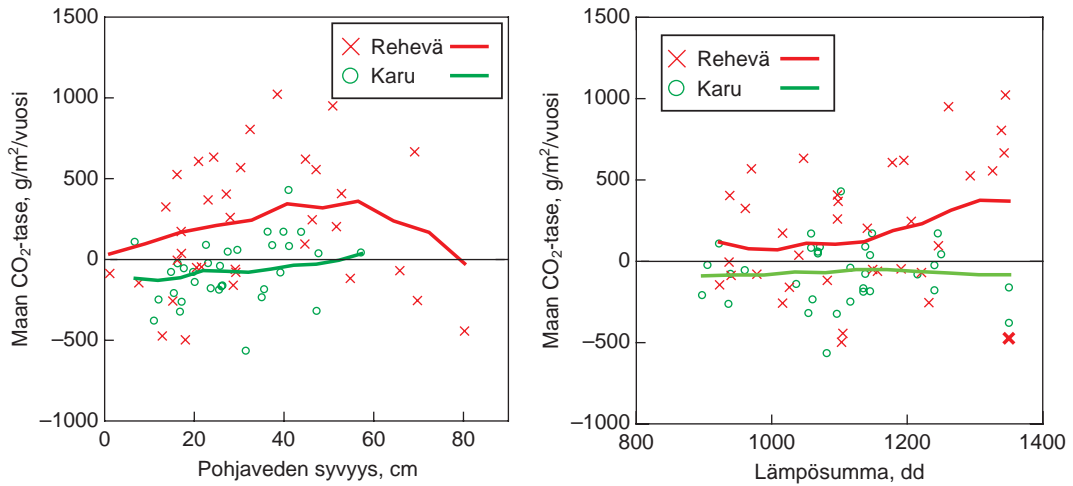 1500
1000
500
0
–500
–1000
Maan CO2-tase, g/m2/vuosi
Rehevä
Karu
0
20
40
60
80
Pohjaveden syvyys, cm
1500
1000
500
0
–500
–1000
Maan CO2-tase, g/m2/vuosi
Rehevä
Karu
800
1000
1200
1400
Lämpösumma, dd